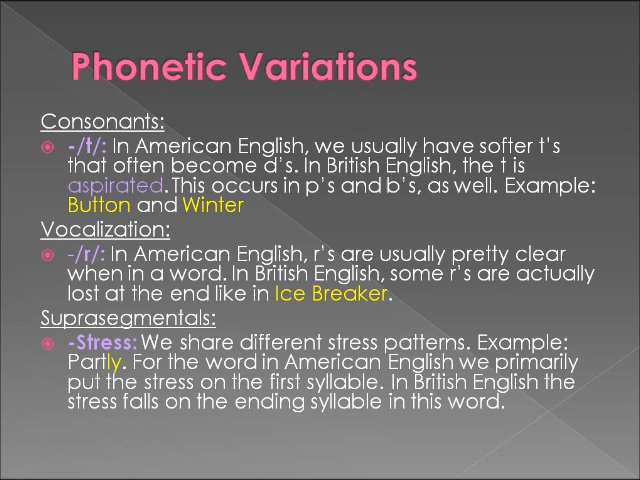 Phonetic Variations
Consonants:
-/t/: In American English, we usually have softer t's
that often become d's. In British English, the t is
aspirated. This occurs in p's and b's, as well. Example:
Button and Winter
Vocalization:
-/r/: In American English, r's are usually pretty clear
when in a word. In British English, some r's are actually
lost at the end like in Ice Breaker.
Suprasegmentals:
-Stress: We share different stress patterns. Example:
Partly. For the word in American English we primarily
put the stress on the first syllable. In British English the
stress falls on the ending syllable in this word.